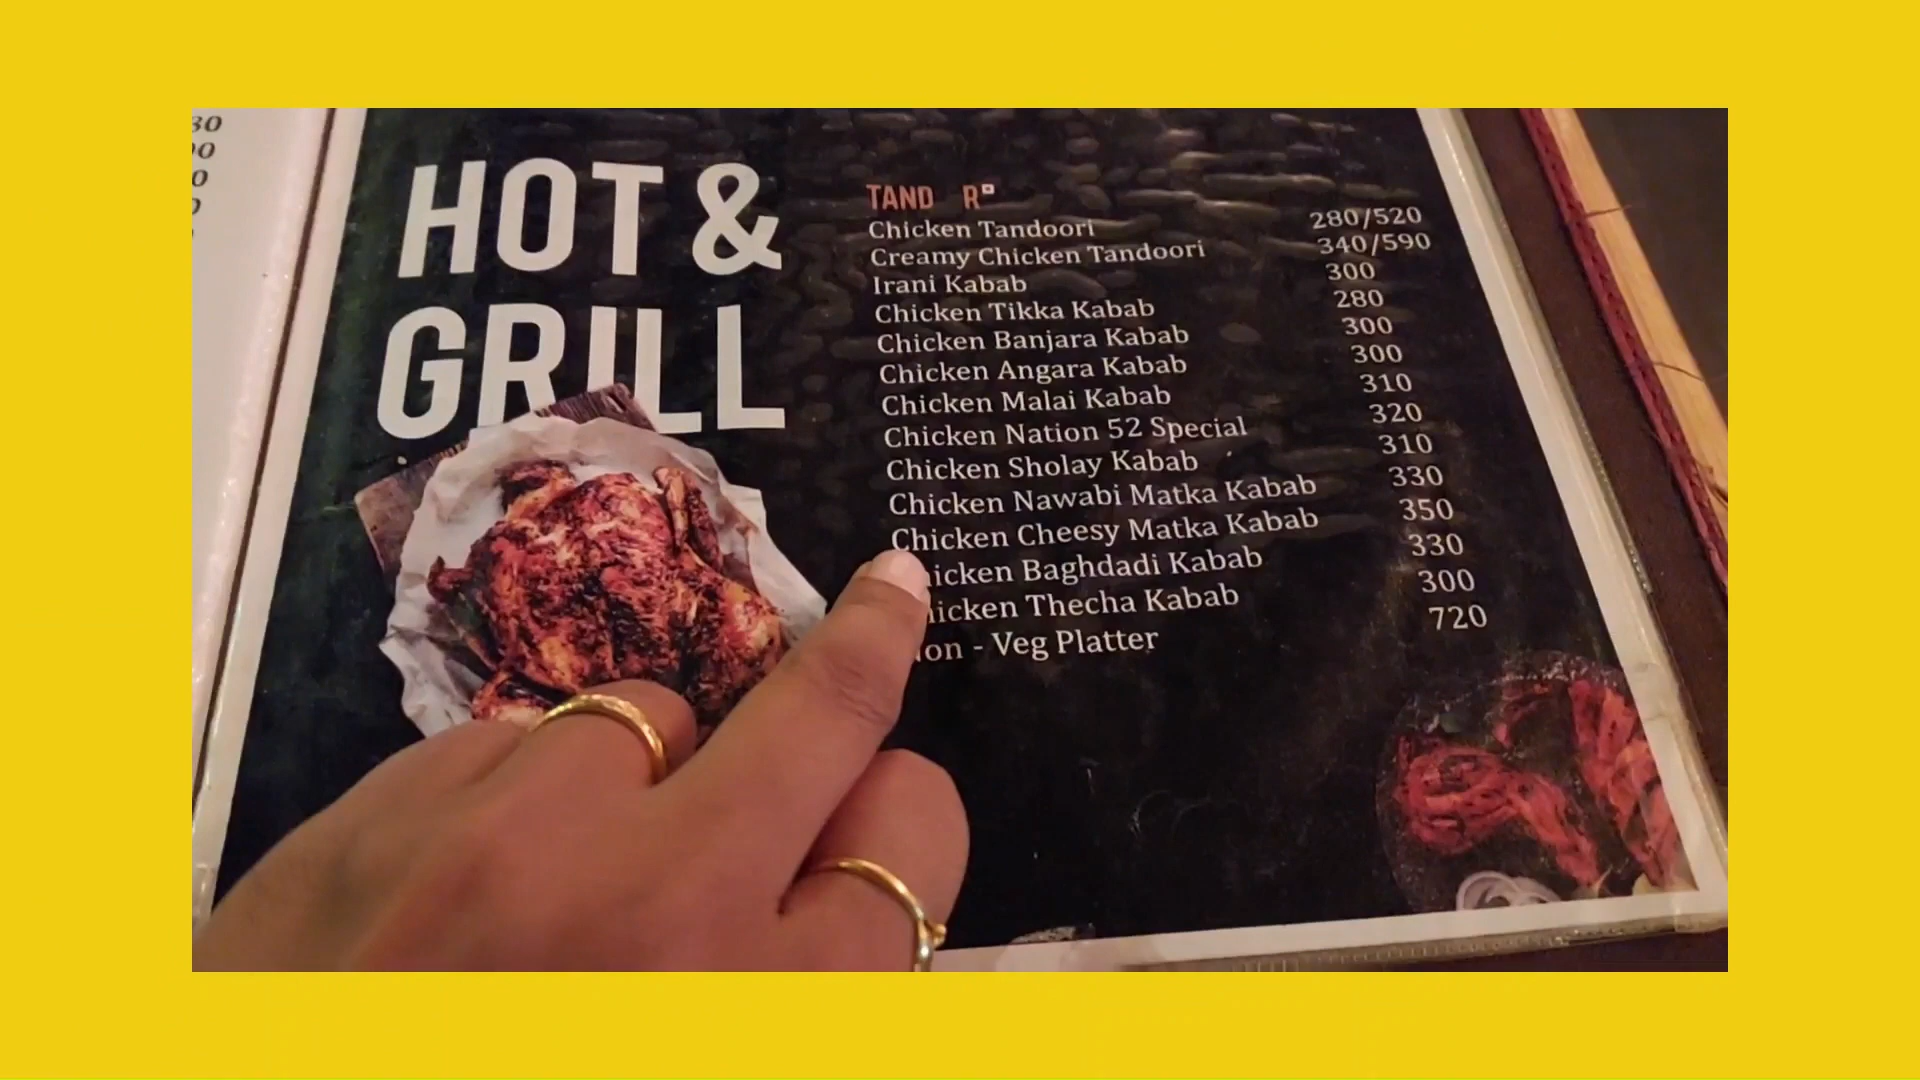 30
HOT &
GRILL
TAND R
Chicken Tandoori 280/520
Creamy Chicken Tandoori 340/590
Irani Kabab 300
Chicken Tikka Kabab 280
Chicken Banjara Kabab 300
Chicken Angara Kabab 300
Chicken Malai Kabab 310
Chicken Nation 52 Special 320
Chicken Sholay Kabab 310
Chicken Nawabi Matka Kabab 330
Chicken Cheesy Matka Kabab 350
hicken Baghdadi Kabab 330
hicken Thecha Kabab 300
on - Veg Platter 720